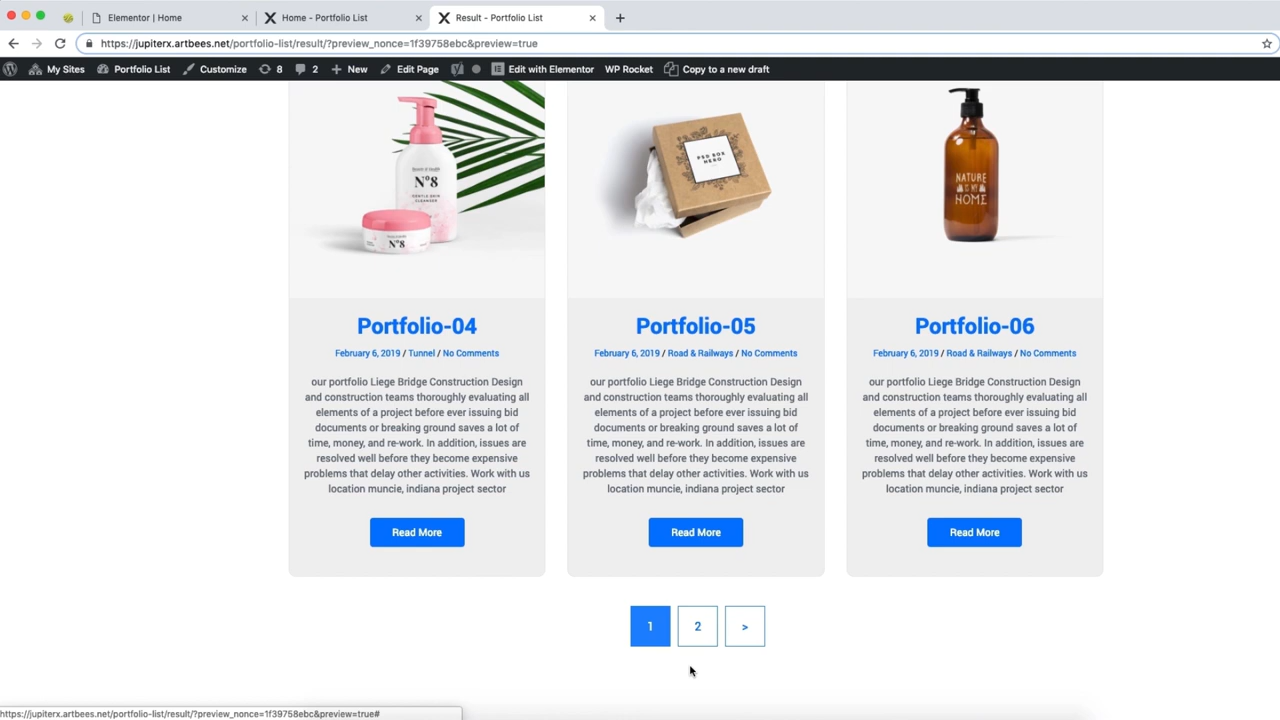 Elementor | Home
Home - Portfolio List
Result - Portfolio List
https://jupiterx.artbees.net/portfolio-list/result/?preview_nonce=1f39758ebc&preview=true
My Sites
Portfolio List
Customize
8
2
New
Edit Page
Edit with Elementor
WP Rocket
Copy to a new draft
N°8
GENTLE SKIN
CLEANSER
N°8
PSD BOX
HERO
NATURE
IS MY
HOME
Portfolio-04
February 6, 2019 / Tunnel / No Comments
our portfolio Liege Bridge Construction Design
and construction teams thoroughly evaluating all
elements of a project before ever issuing bid
documents or breaking ground saves a lot of
time, money, and re-work. In addition, issues are
resolved well before they become expensive
problems that delay other activities. Work with us
location muncie, indiana project sector
Read More
Portfolio-05
February 6, 2019 / Road & Railways / No Comments
our portfolio Liege Bridge Construction Design
and construction teams thoroughly evaluating all
elements of a project before ever issuing bid
documents or breaking ground saves a lot of
time, money, and re-work. In addition, issues are
resolved well before they become expensive
problems that delay other activities. Work with us
location muncie, indiana project sector
Read More
Portfolio-06
February 6, 2019 / Road & Railways / No Comments
our portfolio Liege Bridge Construction Design
and construction teams thoroughly evaluating all
elements of a project before ever issuing bid
documents or breaking ground saves a lot of
time, money, and re-work. In addition, issues are
resolved well before they become expensive
problems that delay other activities. Work with us
location muncie, indiana project sector
Read More
1
2
>
https://jupiterx.artbees.net/portfolio-list/result/?preview_nonce=1f39758ebc&preview=true#